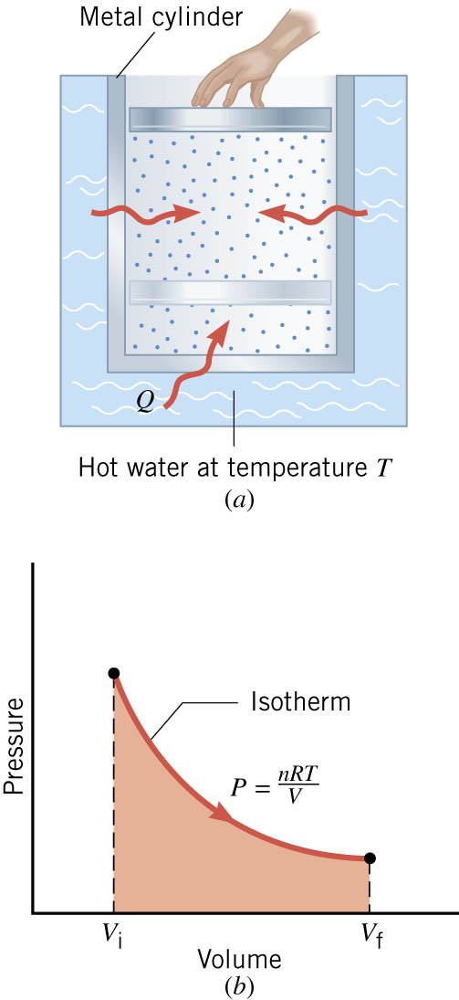 Metal cylinder
Q
Hot water at temperature T
(a)
Pressure
Isotherm
P = nRT/V
Vi
Vf
Volume
(b)